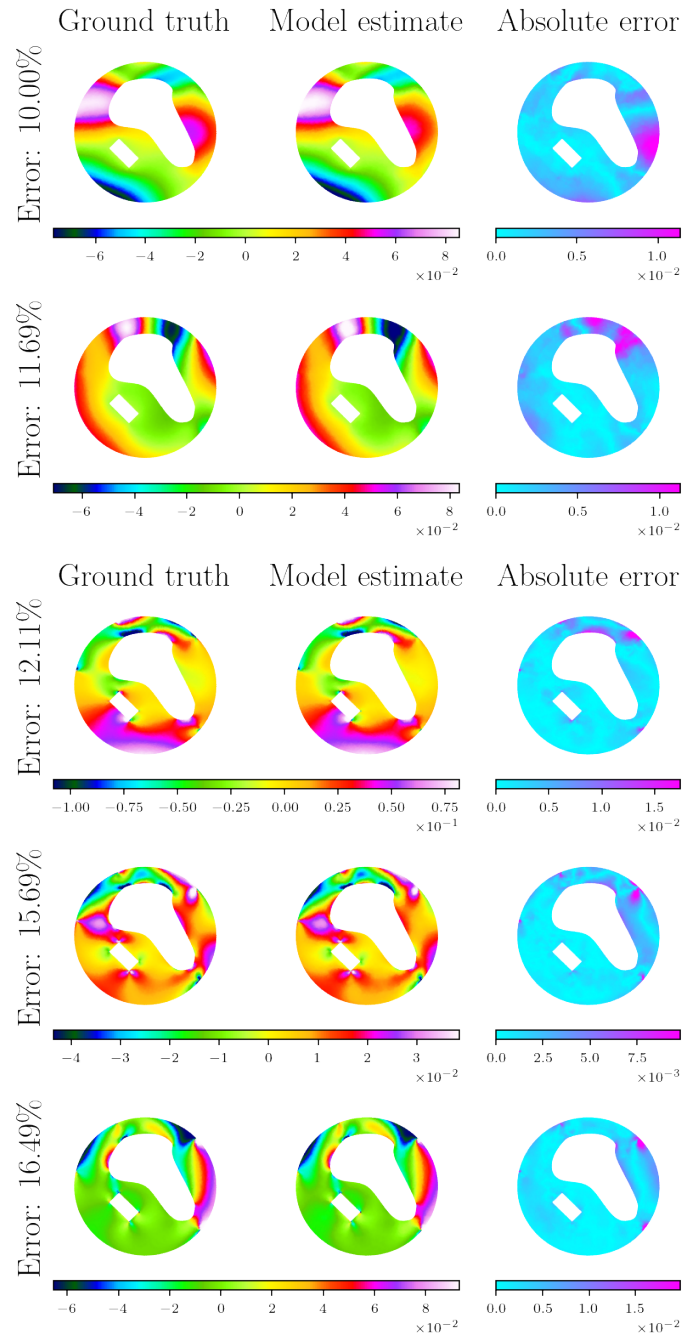 Ground truth Model estimate Absolute error
Error: 10.00%
−6 −4 −2 0 2 4 6 8 0.0 0.5 1.0
×10−2 ×10−2
Error: 11.69%
−6 −4 −2 0 2 4 6 8 0.0 0.5 1.0
×10−2 ×10−2
Ground truth Model estimate Absolute error
Error: 12.11%
−1.00 −0.75 −0.50 −0.25 0.00 0.25 0.50 0.75 0.0 0.5 1.0 1.5
×10−1 ×10−2
Error: 15.69%
−4 −3 −2 −1 0 1 2 3 0.0 2.5 5.0 7.5
×10−2 ×10−3
Error: 16.49%
−6 −4 −2 0 2 4 6 8 0.0 0.5 1.0 1.5
×10−2 ×10−2